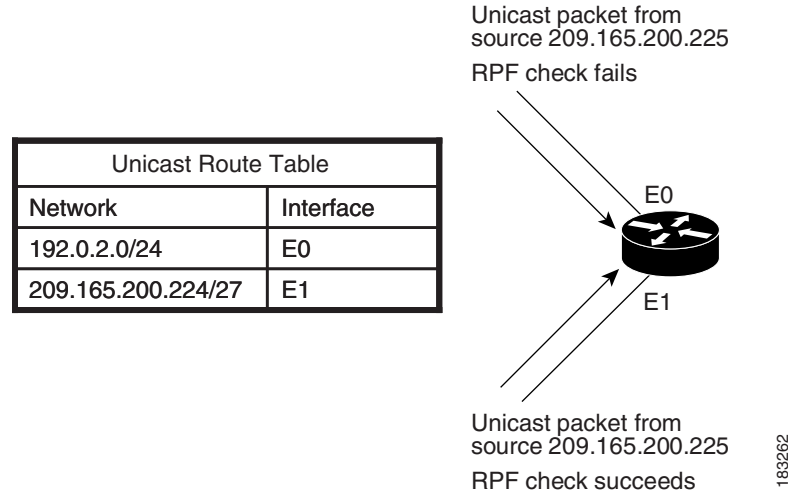 Unicast packet from
source 209.165.200.225
RPF check fails
Unicast Route Table
Network Interface
192.0.2.0/24 E0
209.165.200.224/27 E1
E0
E1
Unicast packet from
source 209.165.200.225
RPF check succeeds
183262